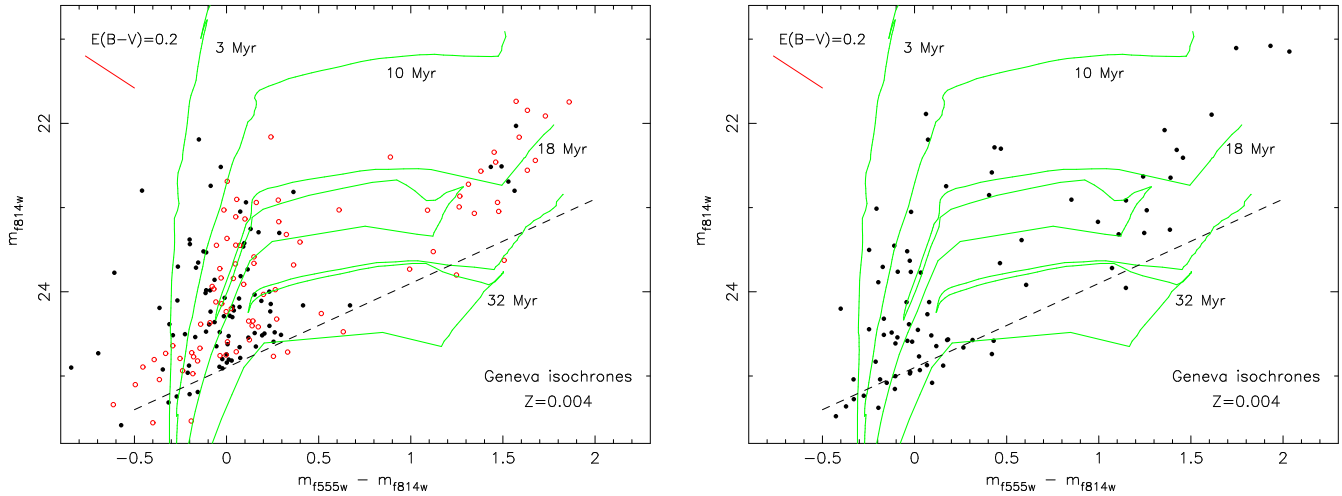 E(B−V)=0.2
3 Myr
10 Myr
18 Myr
32 Myr
Geneva isochrones
Z=0.004
22
24
m_f814w
−0.5
0
0.5
1
1.5
2
m_f555w − m_f814w
E(B−V)=0.2
3 Myr
10 Myr
18 Myr
32 Myr
Geneva isochrones
Z=0.004
22
24
m_f814w
−0.5
0
0.5
1
1.5
2
m_f555w − m_f814w